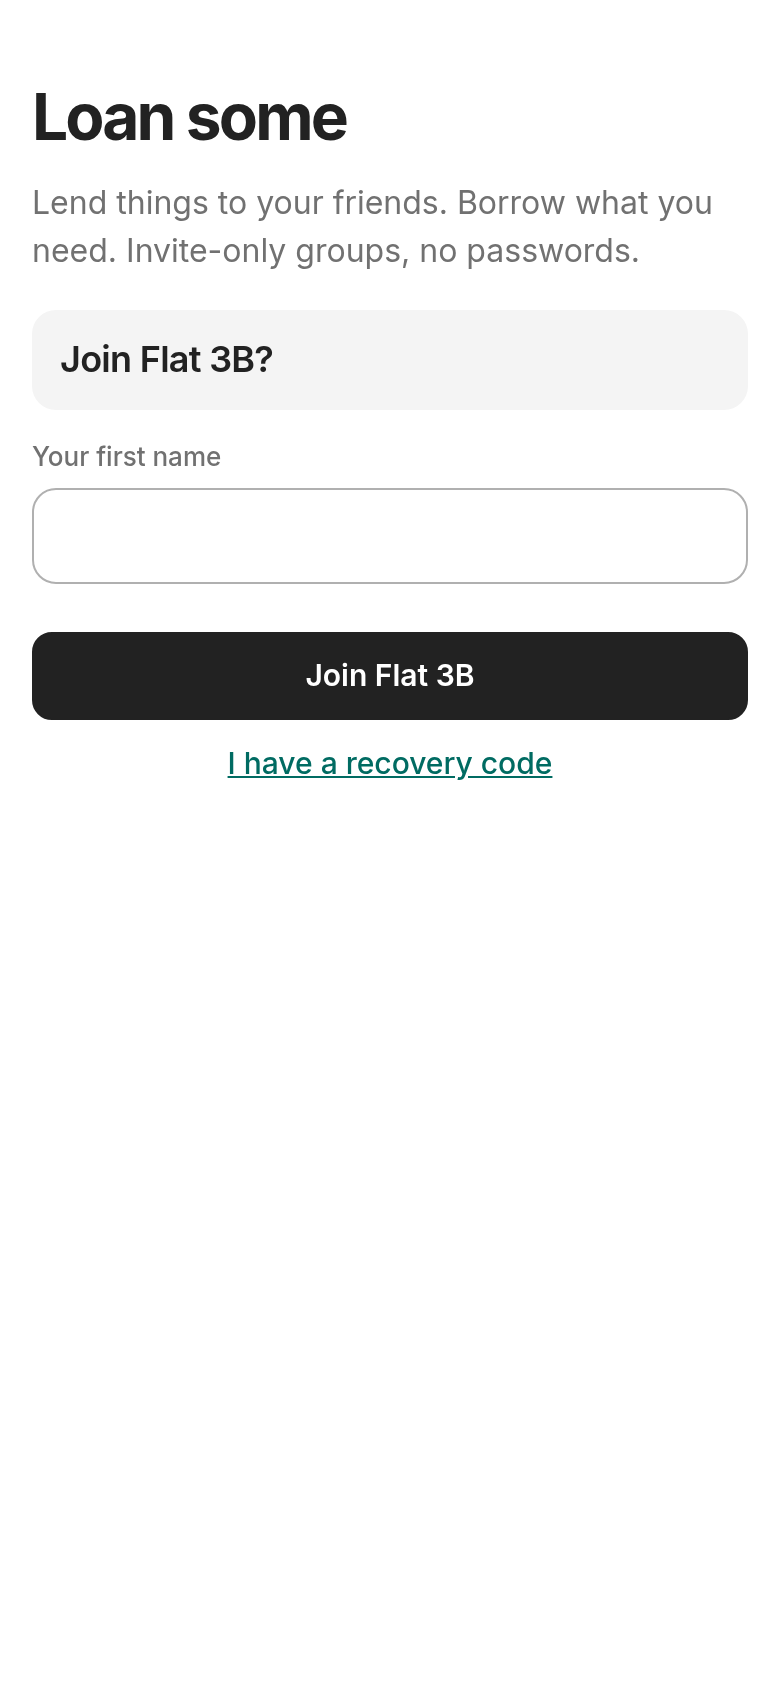 Loan some
Lend things to your friends. Borrow what you
need. Invite-only groups, no passwords.
Join Flat 3B?
Your first name
Join Flat 3B
I have a recovery code